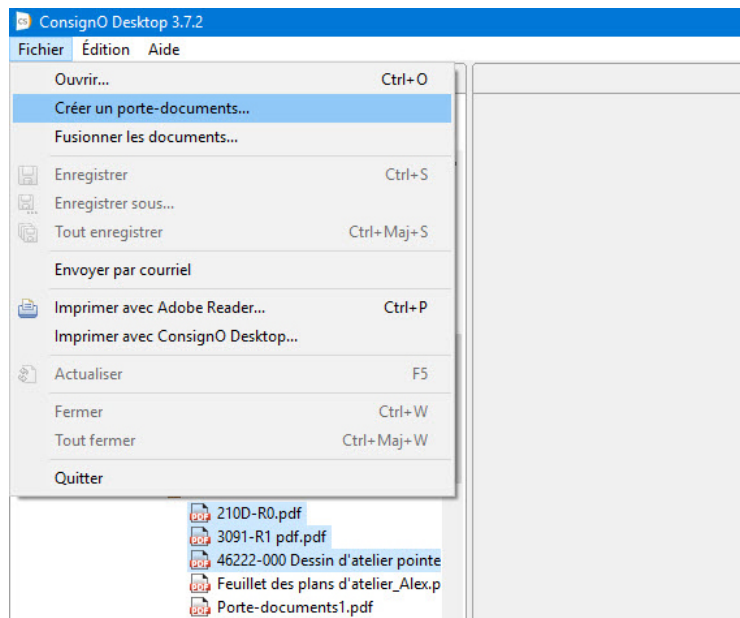 CS ConsignO Desktop 3.7.2
Fichier Édition Aide
Ouvrir... Ctrl+O
Créer un porte-documents...
Fusionner les documents...
Enregistrer Ctrl+S
Enregistrer sous...
Tout enregistrer Ctrl+Maj+S
Envoyer par courriel
Imprimer avec Adobe Reader... Ctrl+P
Imprimer avec ConsignO Desktop...
Actualiser F5
Fermer Ctrl+W
Tout fermer Ctrl+Maj+W
Quitter
210D-R0.pdf
3091-R1 pdf.pdf
46222-000 Dessin d'atelier pointe
Feuillet des plans d'atelier_Alex.p
Porte-documents1.pdf